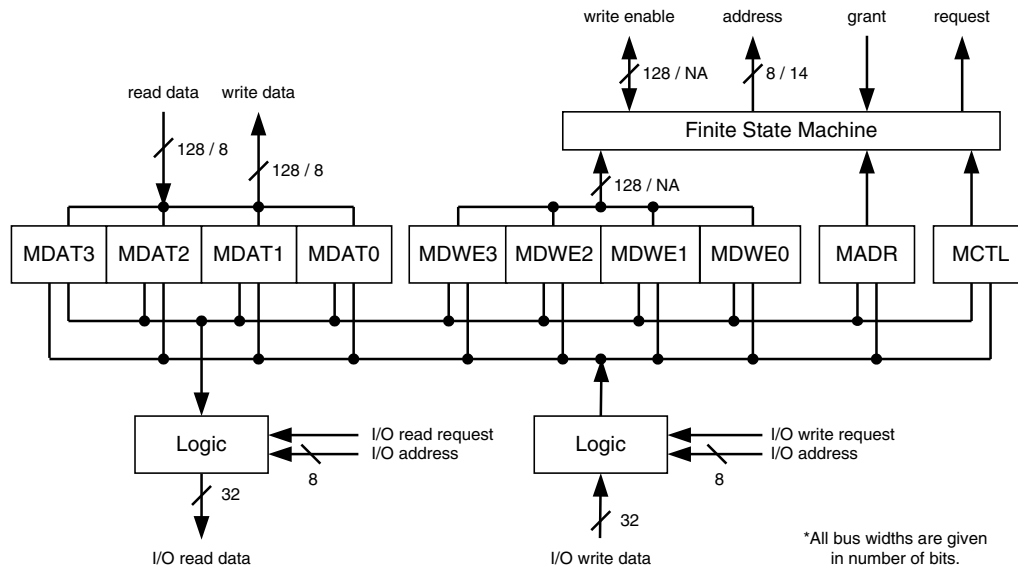 write enable
address
grant
request
128 / NA
8 / 14
read data
write data
Finite State Machine
128 / 8
128 / 8
128 / NA
MDAT3
MDAT2
MDAT1
MDAT0
MDWE3
MDWE2
MDWE1
MDWE0
MADR
MCTL
Logic
I/O read request
I/O address
8
32
I/O read data
Logic
I/O write request
I/O address
8
32
I/O write data
*All bus widths are given
in number of bits.